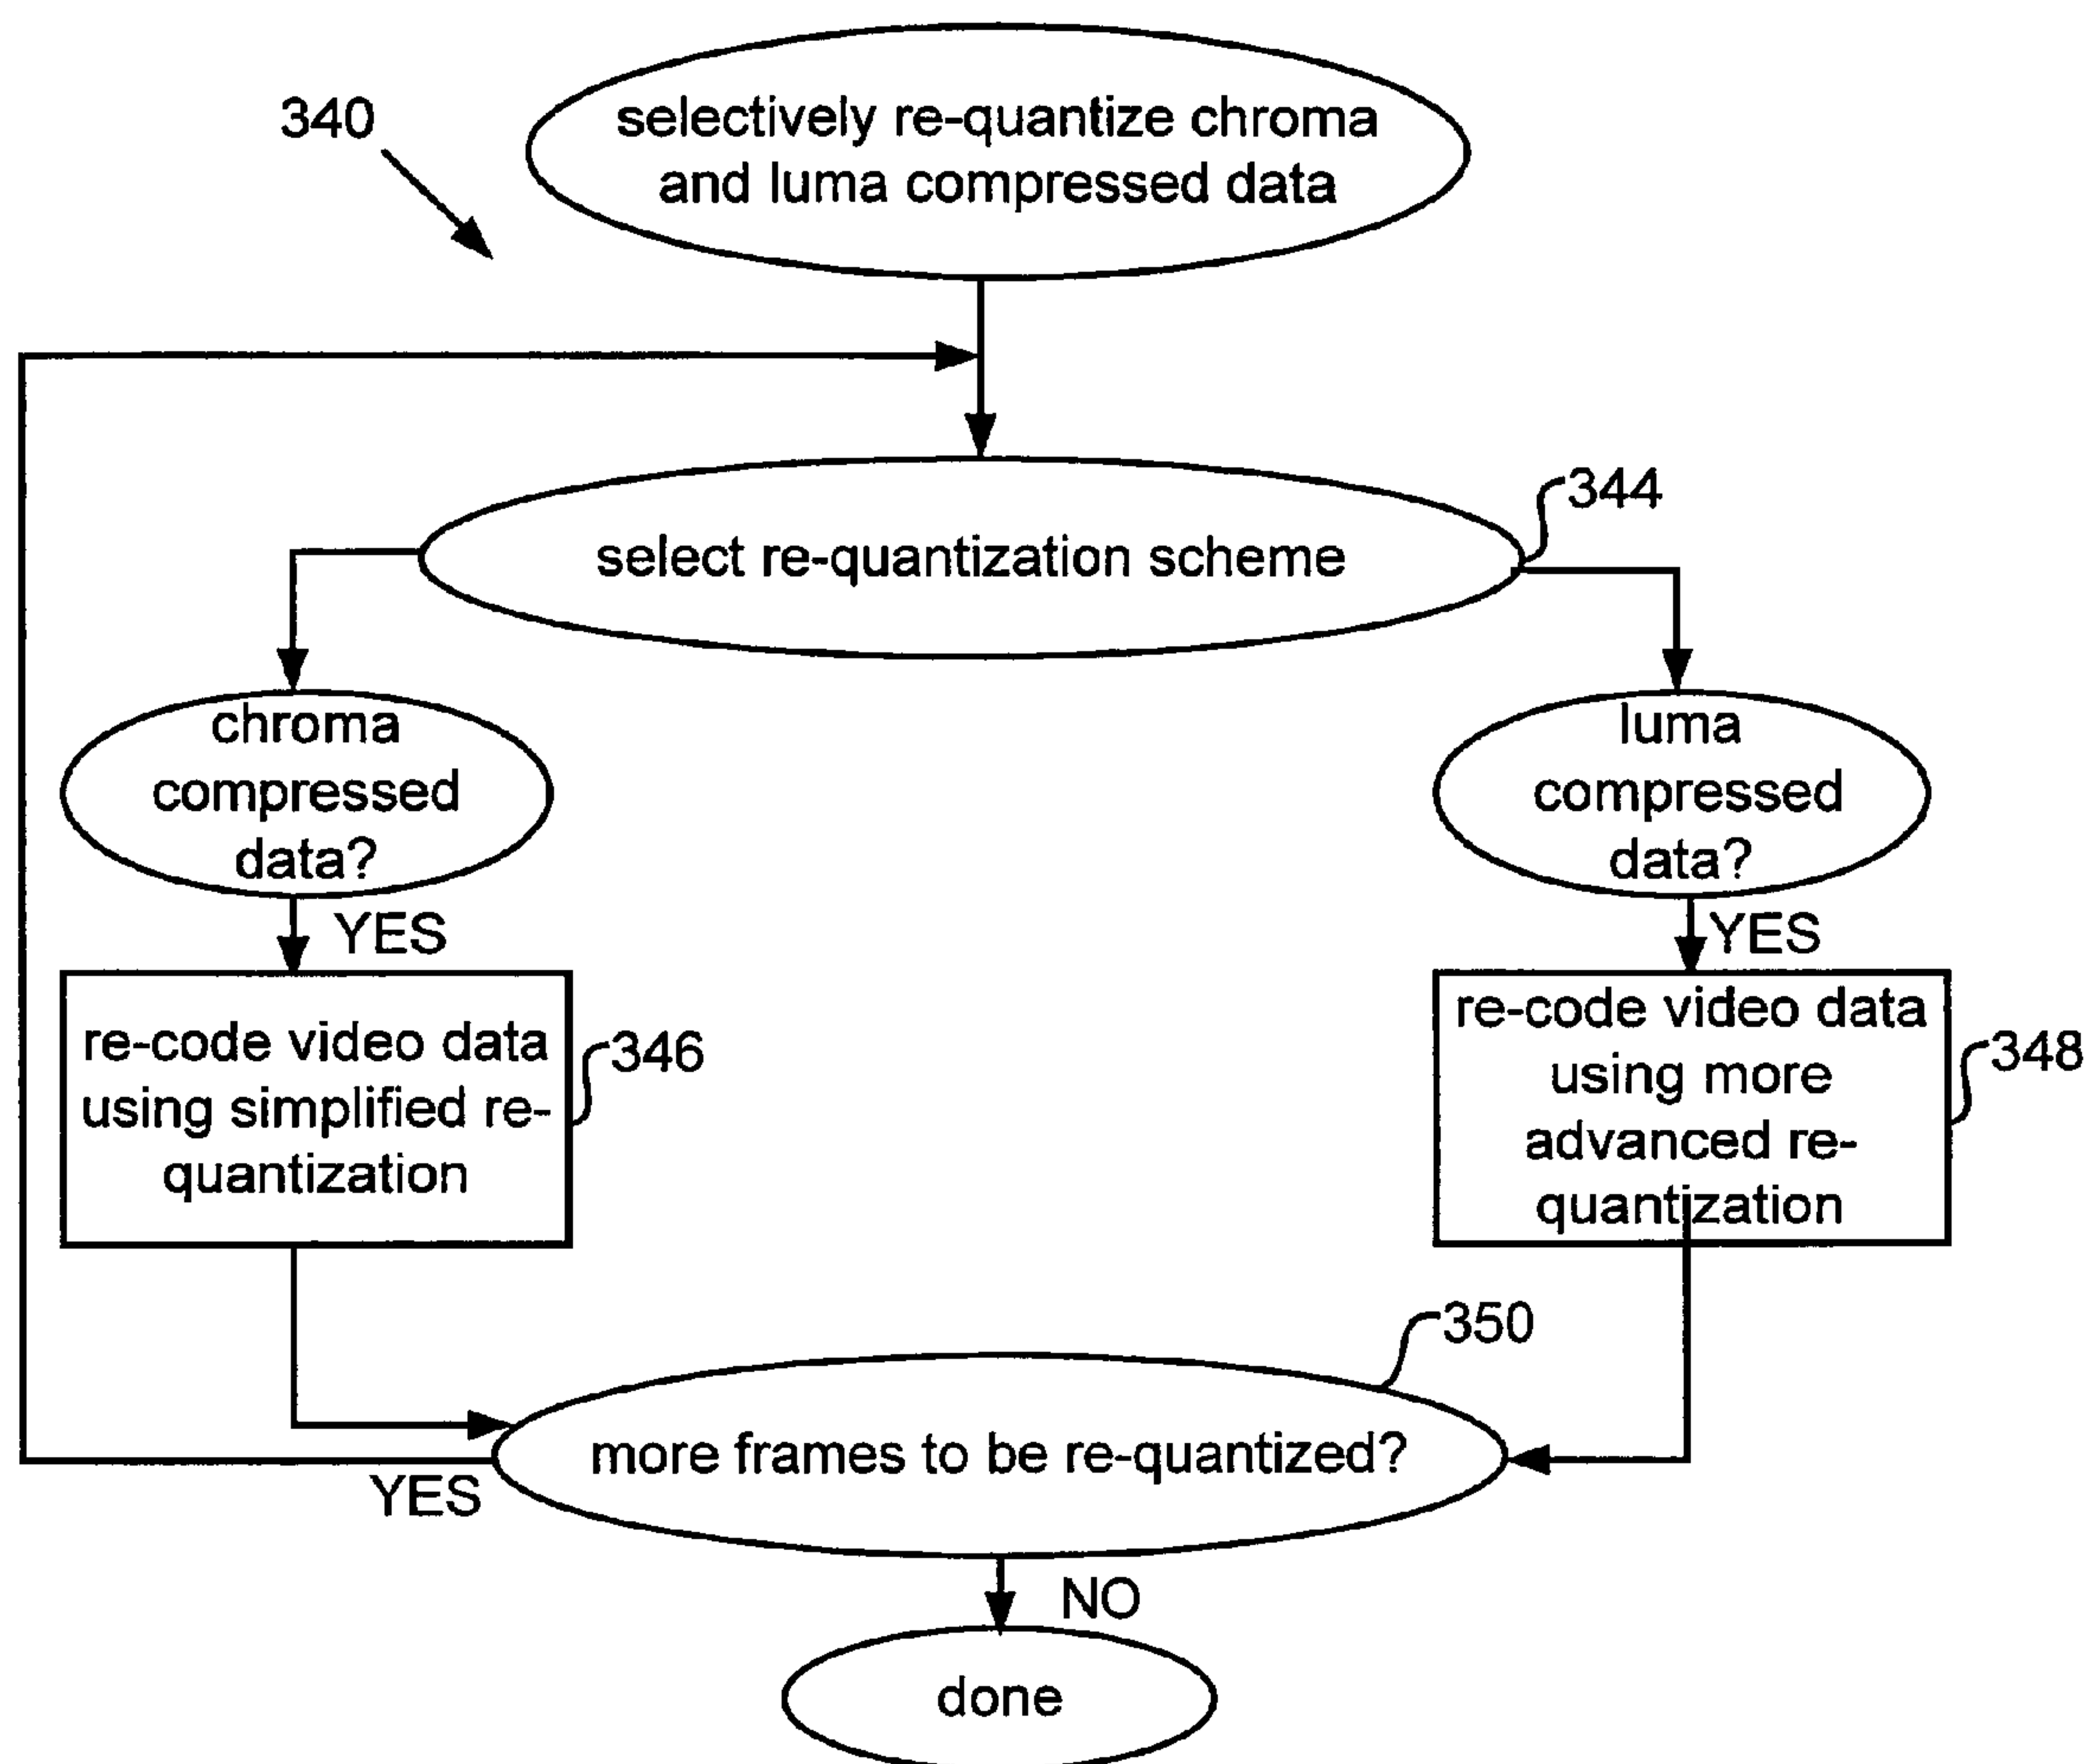 340
selectively re-quantize chroma
and luma compressed data
344
select re-quantization scheme
chroma
compressed
data?
luma
compressed
data?
YES
YES
re-code video data
using simplified re-
quantization
346
re-code video data
using more
advanced re-
quantization
348
350
more frames to be re-quantized?
YES
NO
done